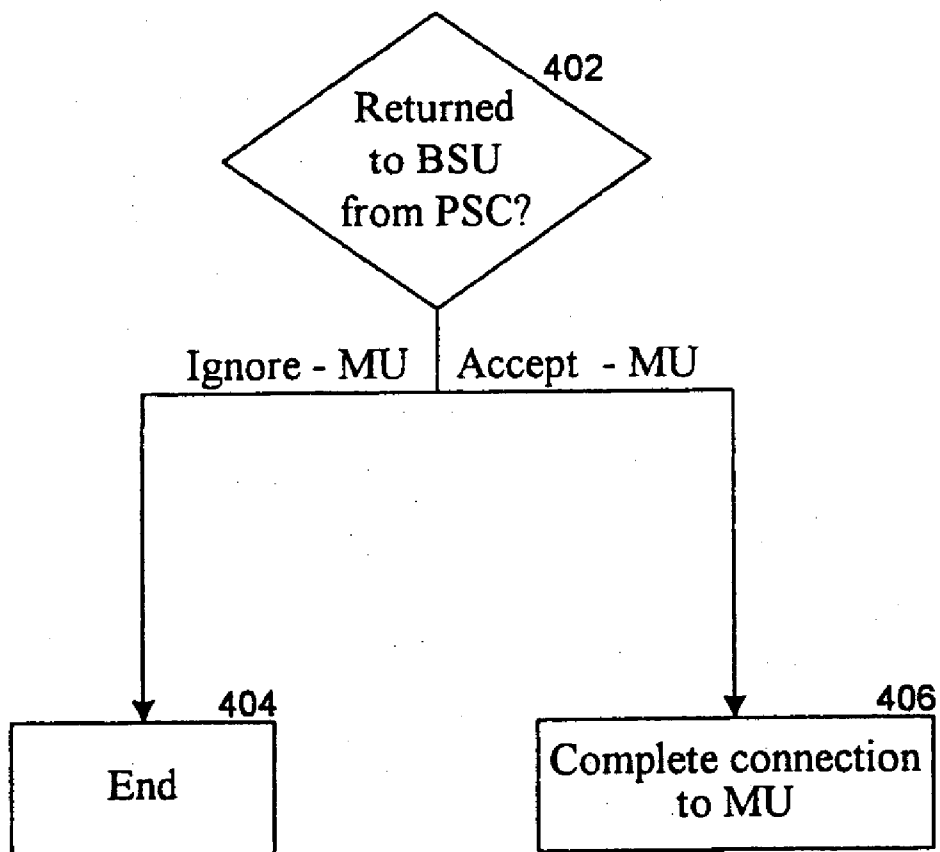 402
Returned
to BSU
from PSC?
Ignore - MU
Accept - MU
404
End
406
Complete connection
to MU